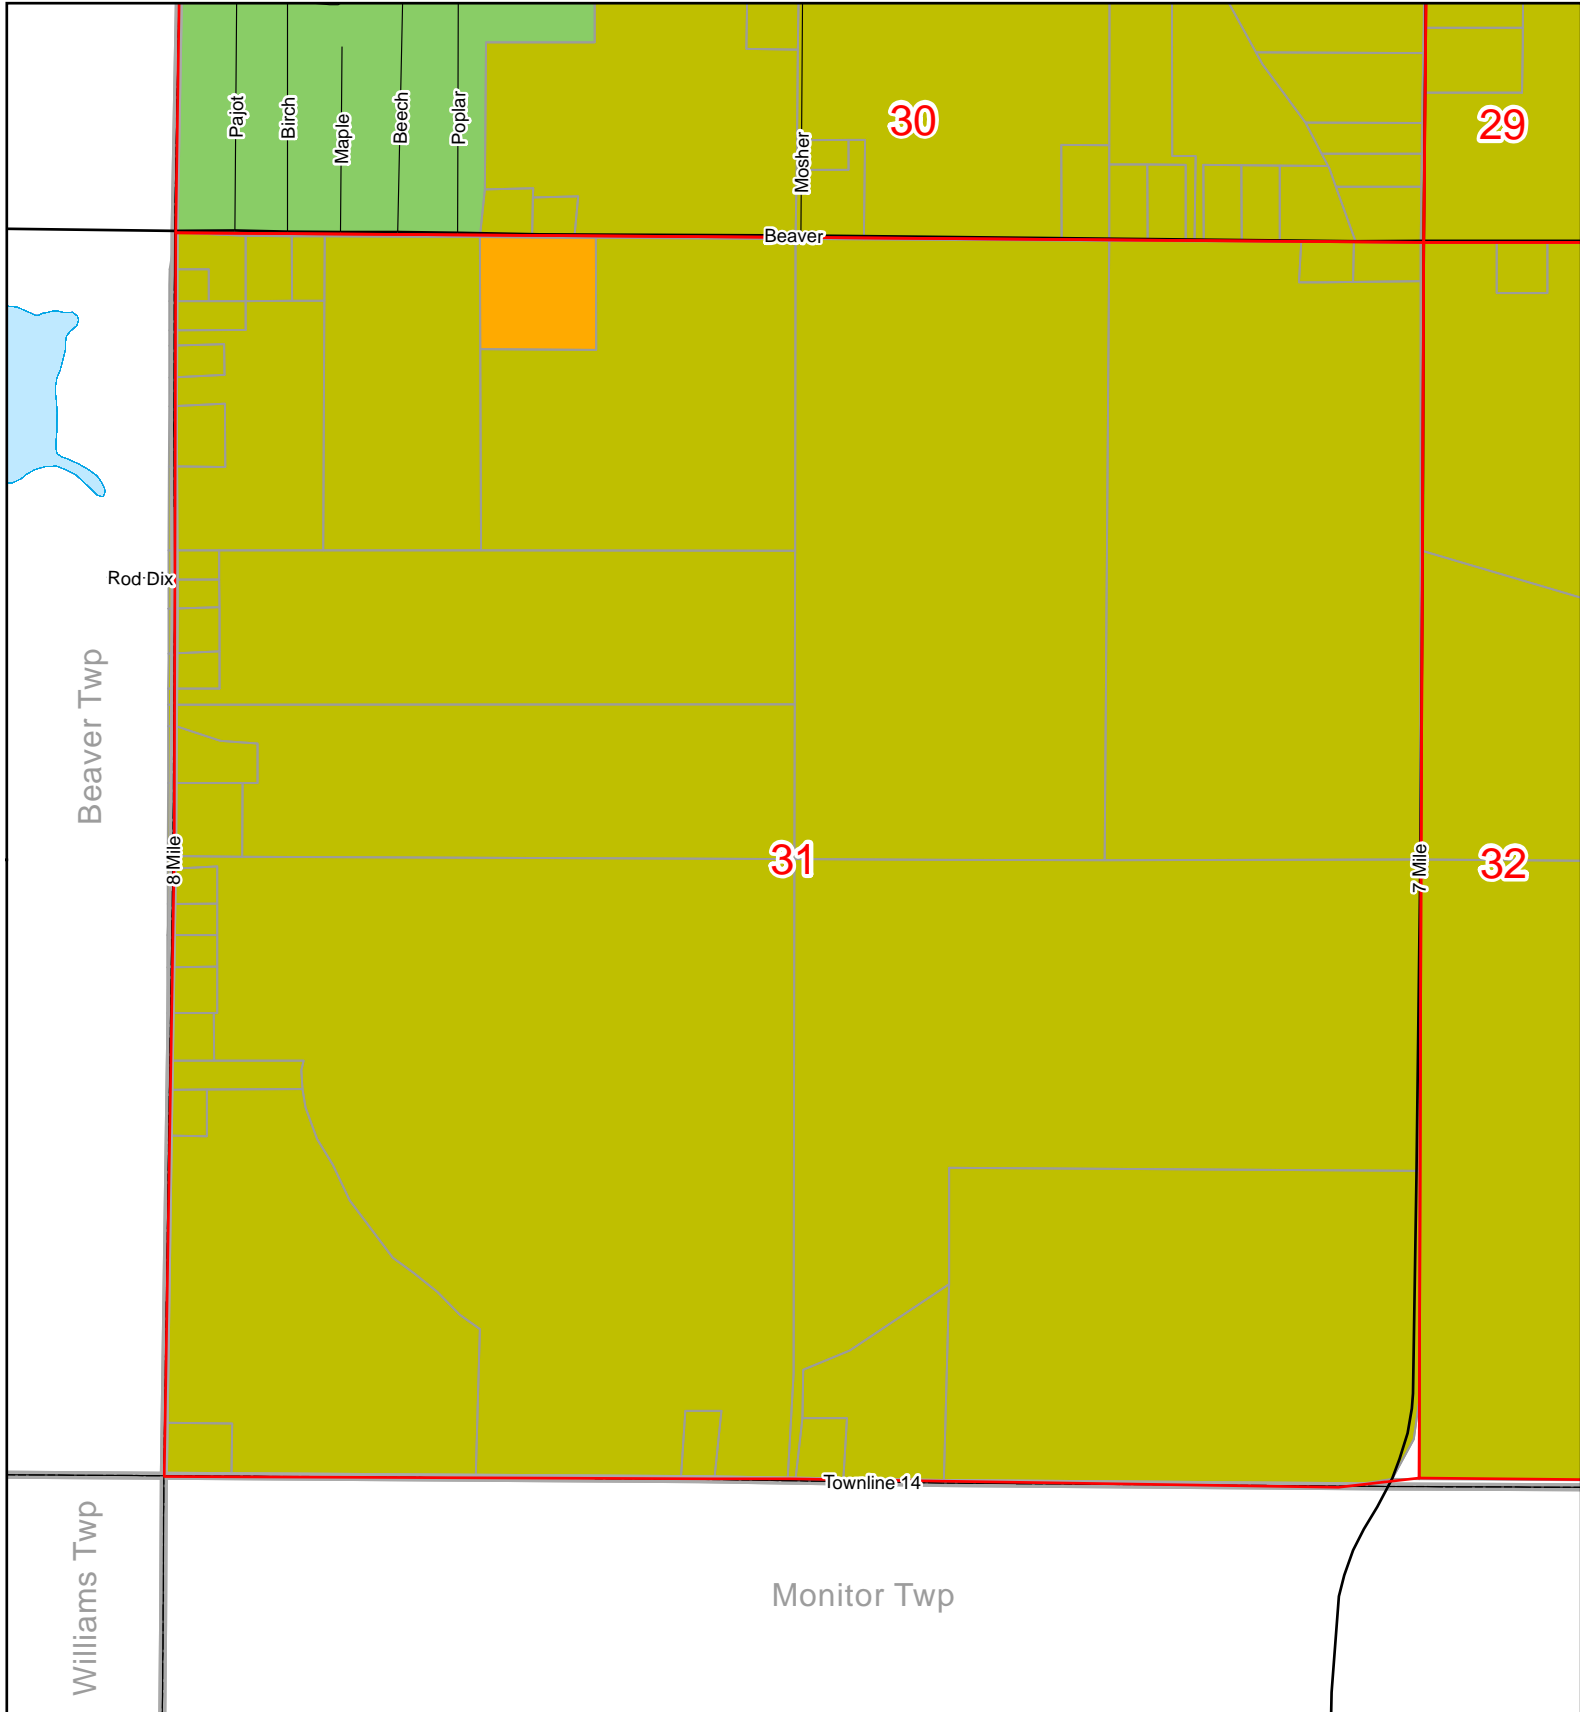 Pajot
Birch
Maple
Beech
Poplar
Mosher
30
29
Beaver
Rod Dix
Beaver Twp
8 Mile
31
7 Mile
32
Townline 14
Williams Twp
Monitor Twp